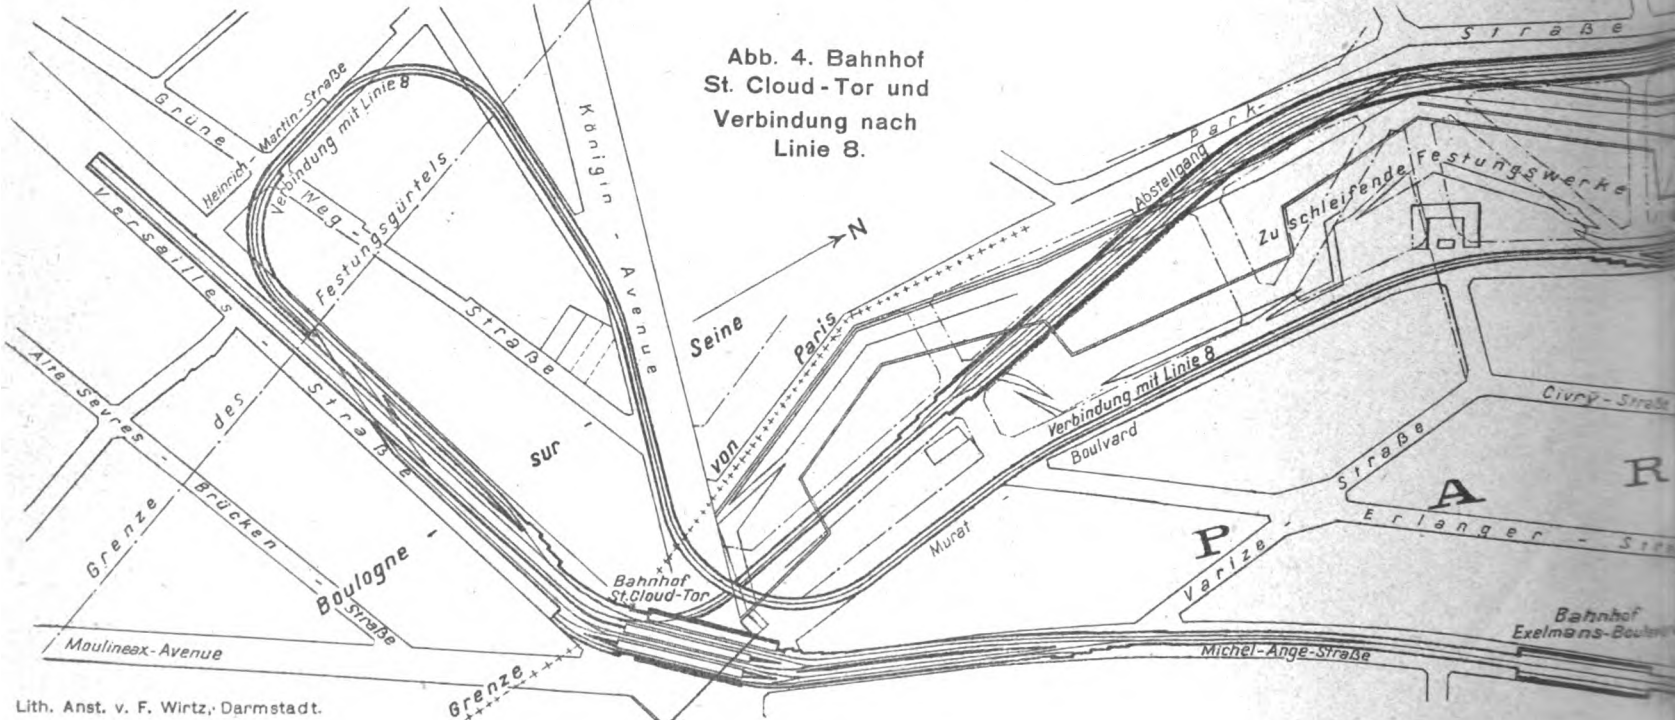 Abb. 4. Bahnhof
St. Cloud-Tor und
Verbindung nach
Linie 8.
Straße
Park-
Grüne
Weg-
Straße
Heinrich-Martin-Straße
Verbindung mit Linie 8
Königin-Avenue
Abstellgang
Zu schleifende Festungswerke
N
Versailles-Straße
Grenze des Festungsgürtels
Seine
Grenze von Paris
Verbindung mit Linie 8
Boulvard
Murat
Civry-Straße
Alte Sevres-Brücken-Straße
Boulogne-sur-
Straße
Varize
Erlanger-
P A R
Bahnhof
St. Cloud-Tor
Bahnhof
Exelmans-
Moulineax-Avenue
Michel-Ange-Straße
Lith. Anst. v. F. Wirtz, Darmstadt.